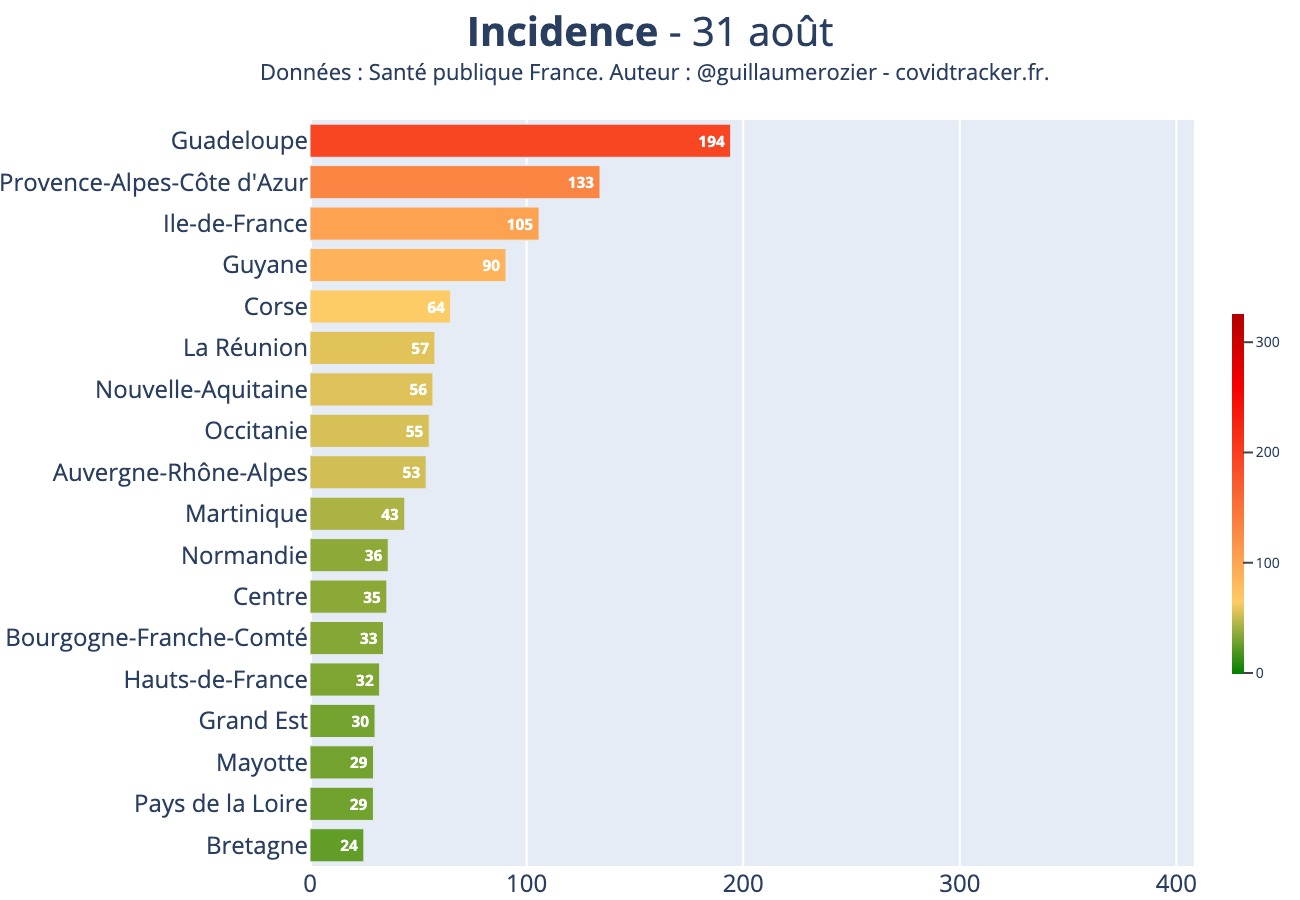 Incidence - 31 août
Données : Santé publique France. Auteur : @guillaumerozier - covidtracker.fr.
Guadeloupe 194
Provence-Alpes-Côte d'Azur 133
Ile-de-France 105
Guyane 90
Corse 64
La Réunion 57
Nouvelle-Aquitaine 56
Occitanie 55
Auvergne-Rhône-Alpes 53
Martinique 43
Normandie 36
Centre 35
Bourgogne-Franche-Comté 33
Hauts-de-France 32
Grand Est 30
Mayotte 29
Pays de la Loire 29
Bretagne 24
0 100 200 300 400
300
200
100
0